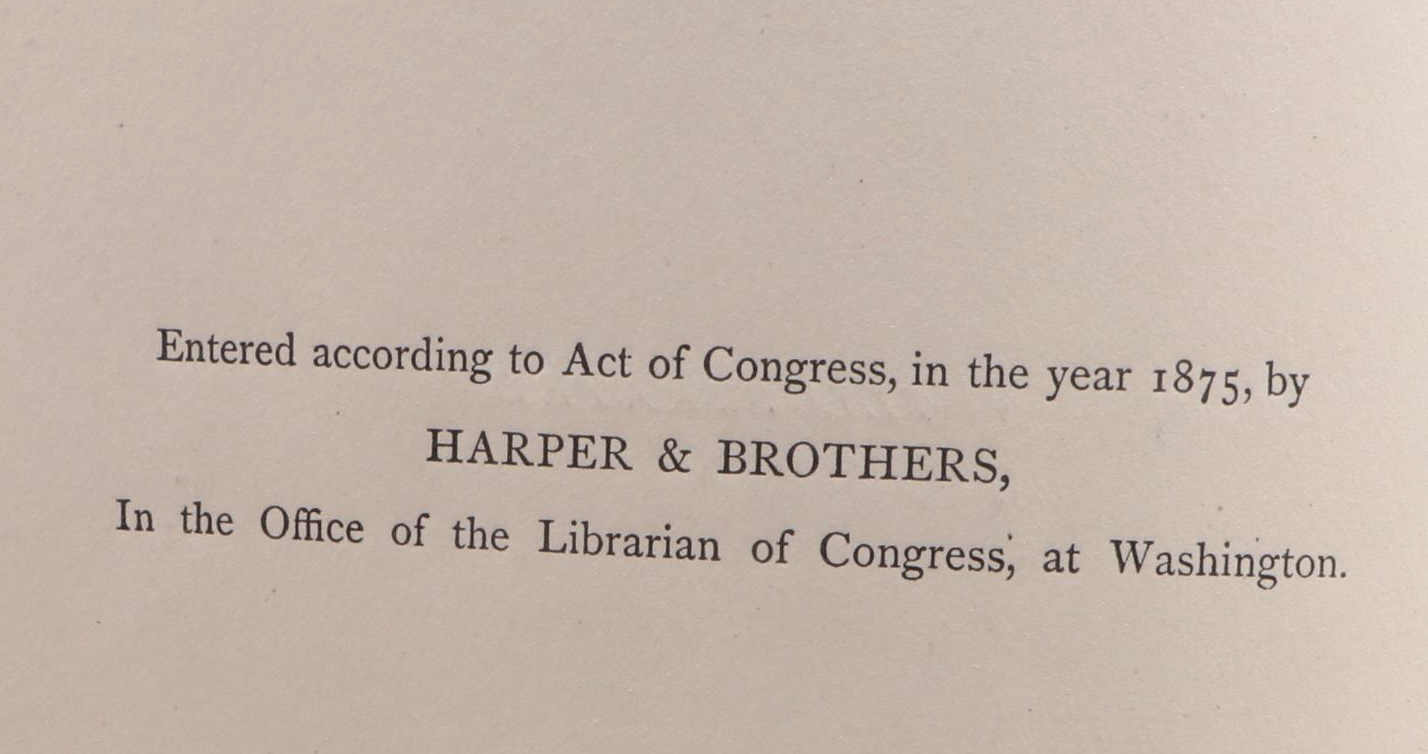 Entered according to Act of Congress, in the year 1875, by
HARPER & BROTHERS,
In the Office of the Librarian of Congress, at Washington.